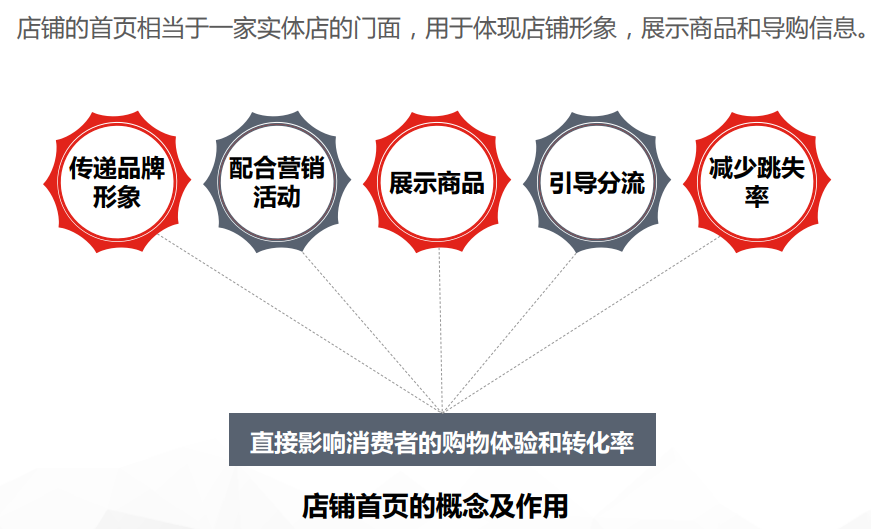 店铺的首页相当于一家实体店的门面，用于体现店铺形象，展示商品和导购信息。
传递品牌
形象
配合营销
活动
展示商品
引导分流
减少跳失
率
直接影响消费者的购物体验和转化率
店铺首页的概念及作用